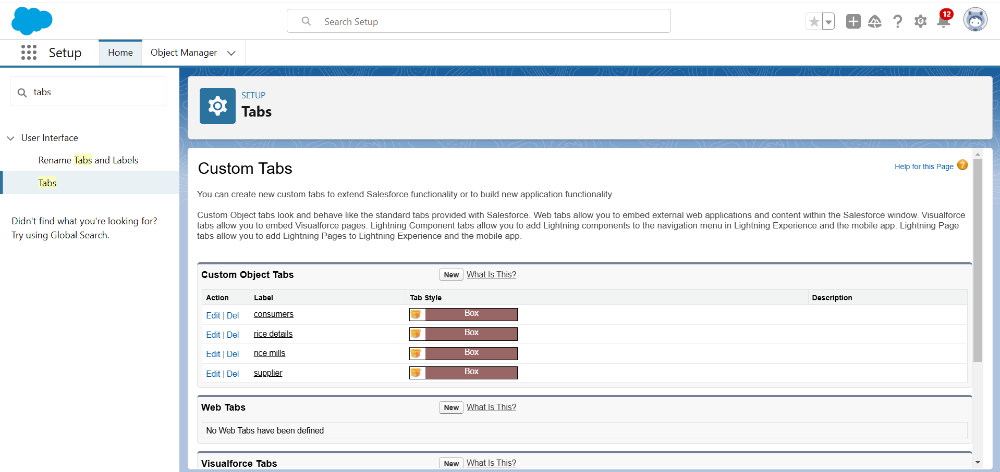 Search Setup
12
Setup
Home
Object Manager
tabs
User Interface
Rename Tabs and Labels
Tabs
Didn't find what you're looking for?
Try using Global Search.
SETUP
Tabs
Custom Tabs
Help for this Page ?
You can create new custom tabs to extend Salesforce functionality or to build new application functionality.
Custom Object tabs look and behave like the standard tabs provided with Salesforce. Web tabs allow you to embed external web applications and content within the Salesforce window. Visualforce
tabs allow you to embed Visualforce pages. Lightning Component tabs allow you to add Lightning components to the navigation menu in Lightning Experience and the mobile app. Lightning Page
tabs allow you to add Lightning Pages to Lightning Experience and the mobile app.
Custom Object Tabs New What Is This?
Action Label Tab Style Description
Edit | Del consumers Box
Edit | Del rice details Box
Edit | Del rice mills Box
Edit | Del supplier Box
Web Tabs New What Is This?
No Web Tabs have been defined
Visualforce Tabs New What Is This?